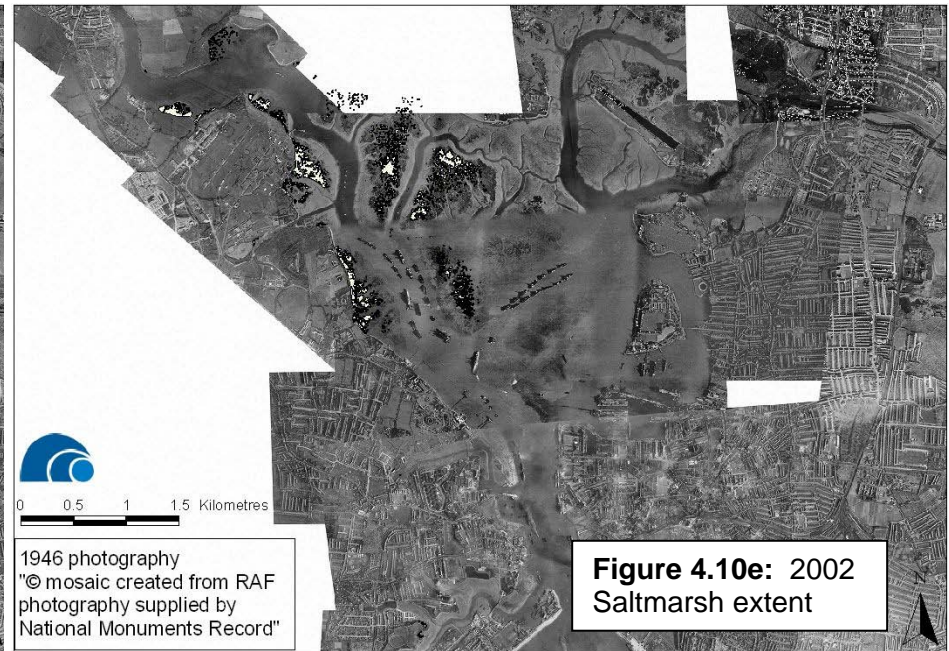 0 0.5 1 1.5 Kilometres
1946 photography
"© mosaic created from RAF
photography supplied by
National Monuments Record"
Figure 4.10e: 2002
Saltmarsh extent
N